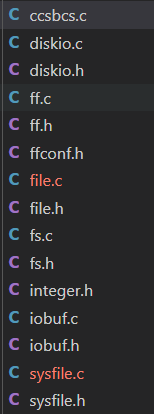 C ccsbcs.c
C diskio.c
C diskio.h
C ff.c
C ff.h
C ffconf.h
C file.c
C file.h
C fs.c
C fs.h
C integer.h
C iobuf.c
C iobuf.h
C sysfile.c
C sysfile.h